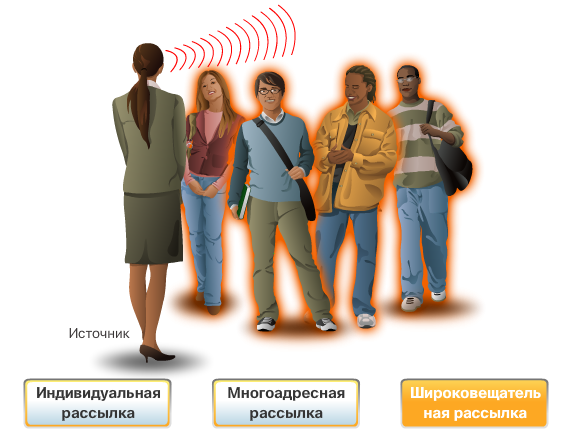 Источник
Индивидуальная
рассылка
Многоадресная
рассылка
Широковещатель
ная рассылка